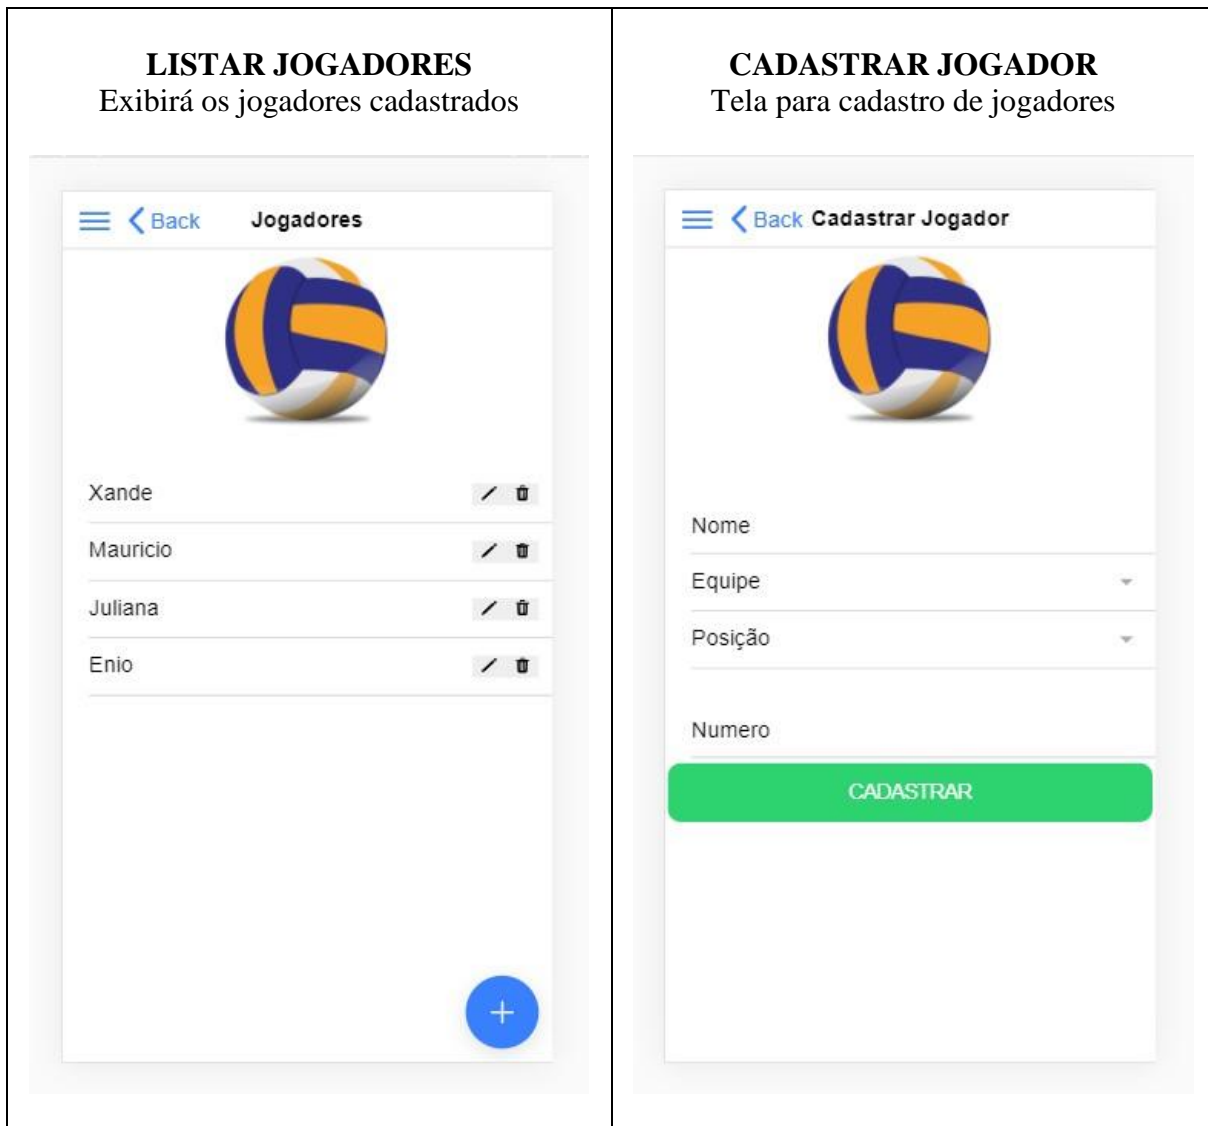 LISTAR JOGADORES
Exibirá os jogadores cadastrados
Back Jogadores
Xande
Mauricio
Juliana
Enio
CADASTRAR JOGADOR
Tela para cadastro de jogadores
Back Cadastrar Jogador
Nome
Equipe
Posição
Numero
CADASTRAR